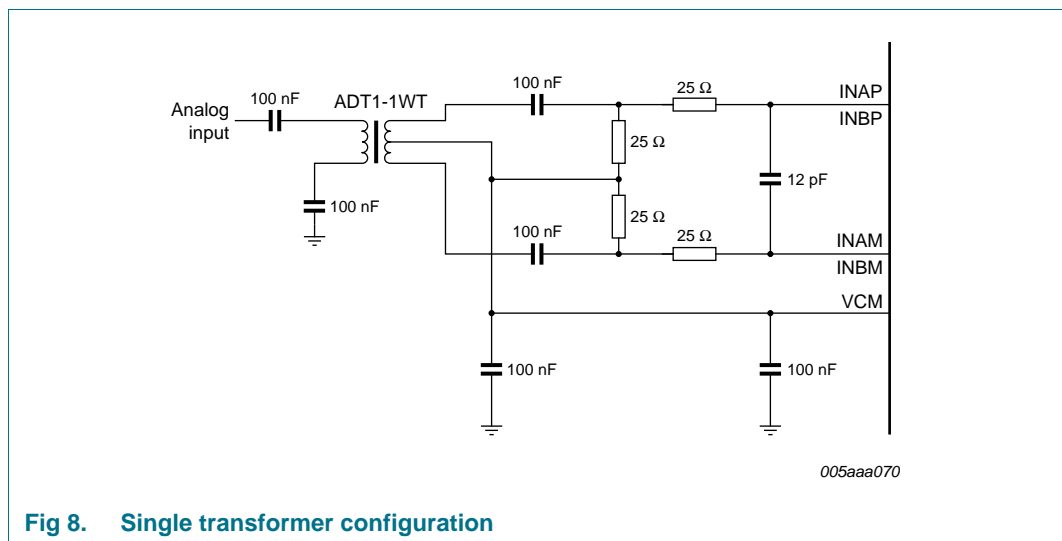 100 nF
ADT1-1WT
100 nF
25 Ω
INAP
Analog
input
INBP
25 Ω
12 pF
100 nF
25 Ω
100 nF
25 Ω
INAM
INBM
VCM
100 nF
100 nF
005aaa070
Fig 8. Single transformer configuration